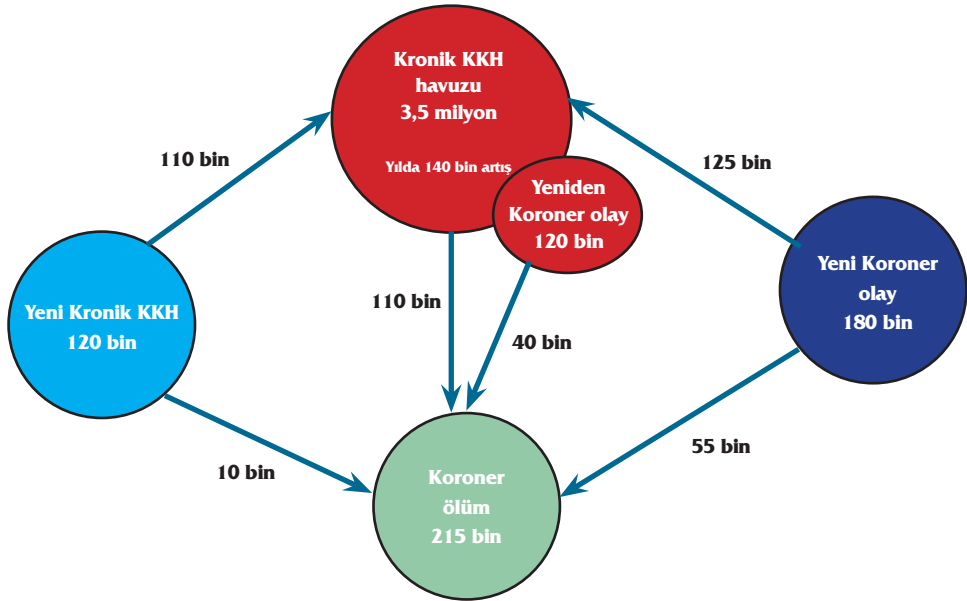 Kronik KKH
havuzu
3,5 milyon
Yılda 140 bin artış
110 bin
125 bin
Yeniden
Koroner olay
120 bin
Yeni Kronik KKH
120 bin
Yeni Koroner
olay
180 bin
110 bin
40 bin
10 bin
55 bin
Koroner
ölüm
215 bin